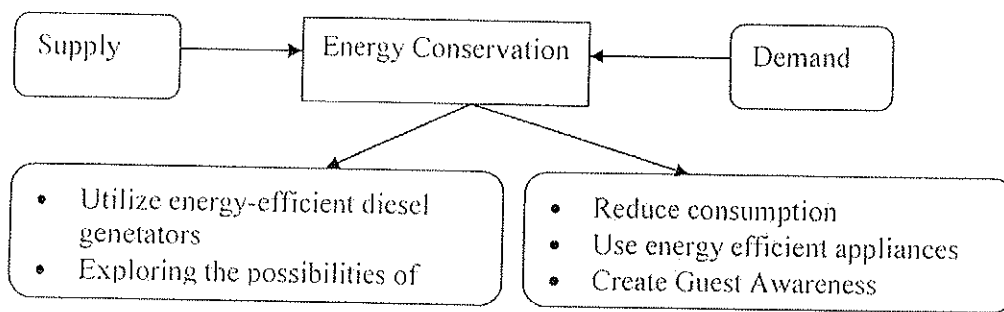 Supply
Energy Conservation
Demand
• Utilize energy-efficient diesel
genetators
• Exploring the possibilities of
• Reduce consumption
• Use energy efficient appliances
• Create Guest Awareness